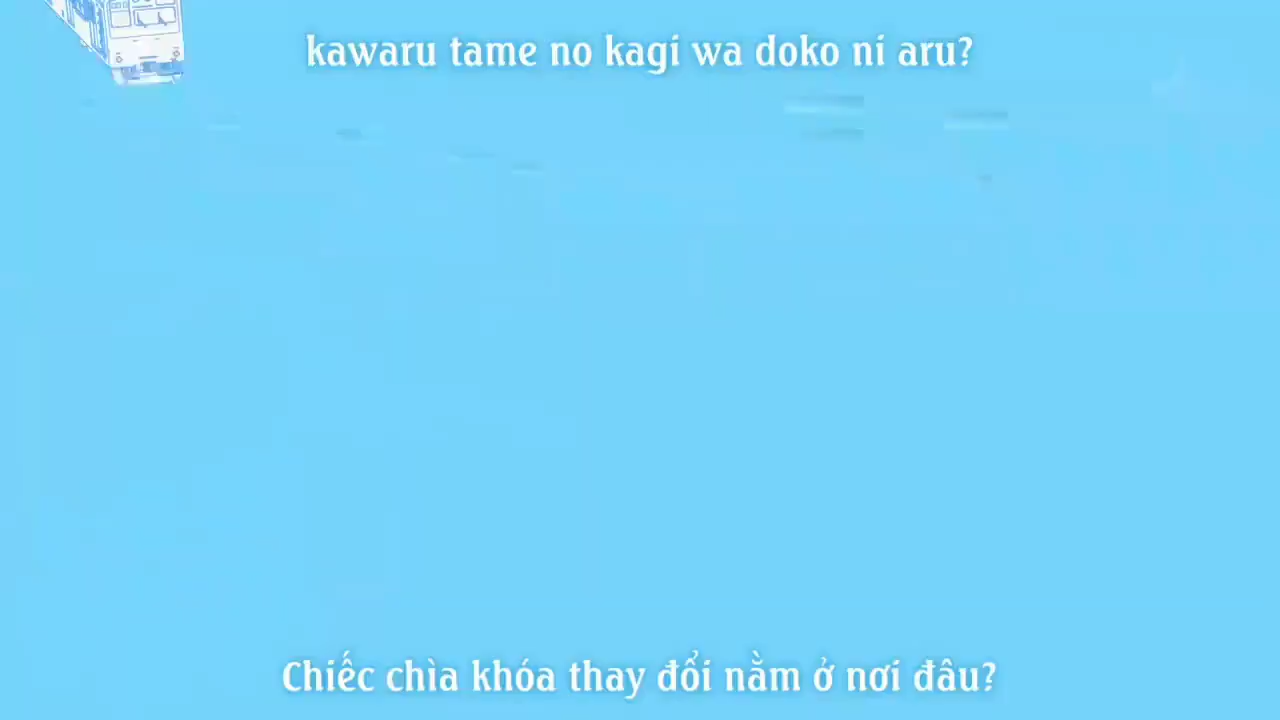 kawaru tame no kagi wa doko ni aru?
Chiếc chìa khóa thay đổi nằm ở nơi đâu?